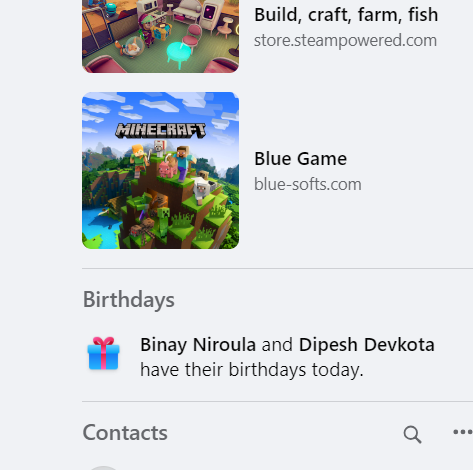 Build, craft, farm, fish
store.steampowered.com
MINECRAFT
Blue Game
blue-softs.com
Birthdays
Binay Niroula and Dipesh Devkota
have their birthdays today.
Contacts